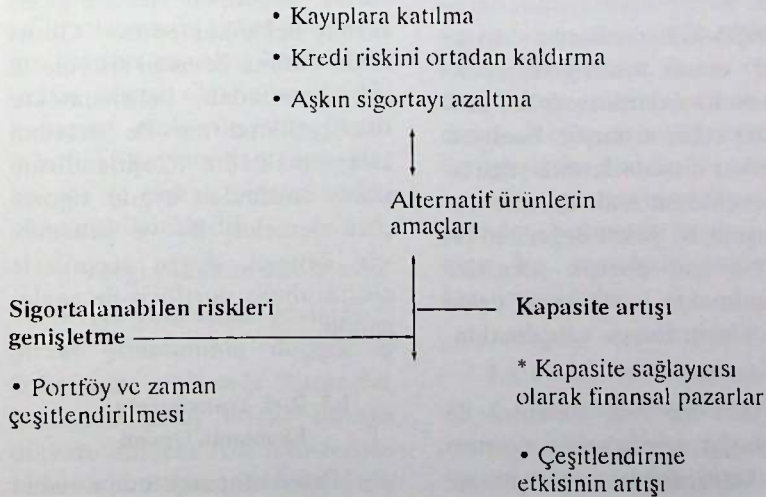 • Kayıplara katılma
• Kredi riskini ortadan kaldırma
• Aşkın sigortayı azaltma
Alternatif ürünlerin
amaçları
Sigortalanabilen riskleri
genişletme
• Portföy ve zaman
çeşitlendirilmesi
Kapasite artışı
* Kapasite sağlayıcısı
olarak finansal pazarlar
• Çeşitlendirme
etkisinin artışı